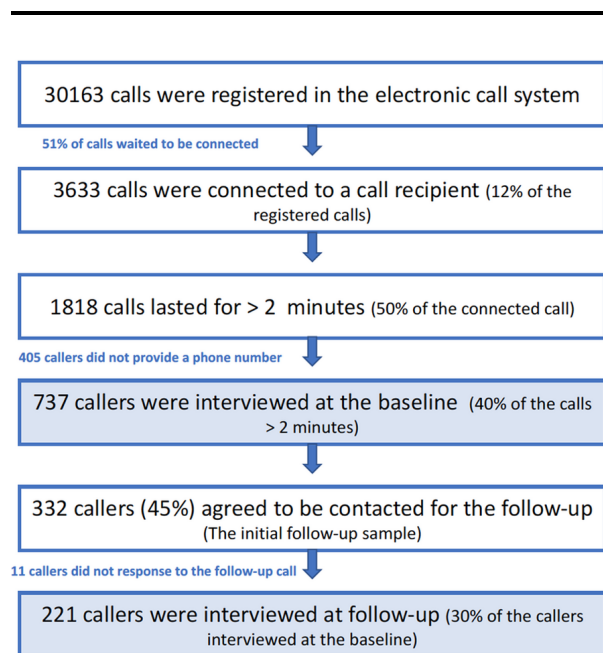 30163 calls were registered in the electronic call system
51% of calls waited to be connected
3633 calls were connected to a call recipient (12% of the
registered calls)
1818 calls lasted for > 2 minutes (50% of the connected call)
405 callers did not provide a phone number
737 callers were interviewed at the baseline (40% of the calls
> 2 minutes)
332 callers (45%) agreed to be contacted for the follow-up
(The initial follow-up sample)
11 callers did not response to the follow-up call
221 callers were interviewed at follow-up (30% of the callers
interviewed at the baseline)